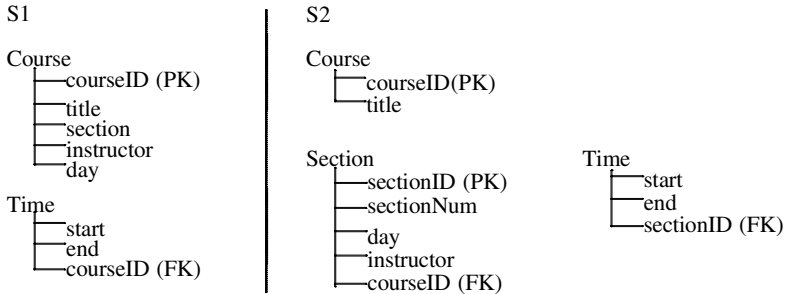 S1
Course
courseID (PK)
title
section
instructor
day
Time
start
end
courseID (FK)
S2
Course
courseID(PK)
title
Section
sectionID (PK)
sectionNum
day
instructor
courseID (FK)
Time
start
end
sectionID (FK)